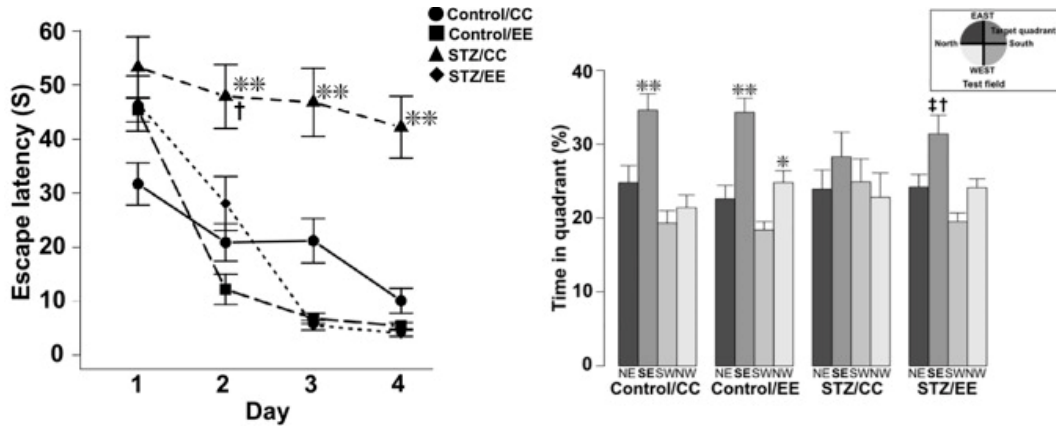 Escape latency (S)
60
50
40
30
20
10
0
1 2 3 4
Day
Control/CC
Control/EE
STZ/CC
STZ/EE
❈❈
†
❈❈
❈❈
Time in quadrant (%)
40
30
20
10
0
❈❈
❈❈
❈
‡†
NE SE SW NW NE SE SW NW NE SE SW NW NE SE SW NW
Control/CC Control/EE STZ/CC STZ/EE
EAST
Target quadrant
North South
WEST
Test field